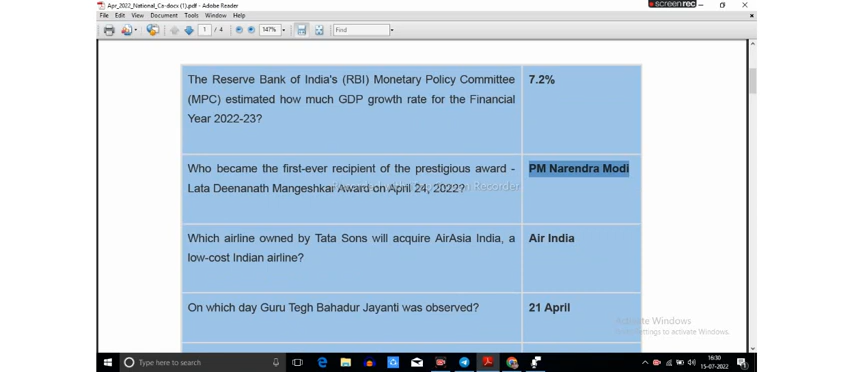 Apr_2022_National_Ca-docx (1).pdf - Adobe Reader
screenrec
File Edit View Document Tools Window Help
1 / 4 147% Find
The Reserve Bank of India's (RBI) Monetary Policy Committee
(MPC) estimated how much GDP growth rate for the Financial
Year 2022-23?
7.2%
Who became the first-ever recipient of the prestigious award -
Lata Deenanath Mangeshkar Award on April 24, 2022?
PM Narendra Modi
Recorder
Which airline owned by Tata Sons will acquire AirAsia India, a
low-cost Indian airline?
Air India
On which day Guru Tegh Bahadur Jayanti was observed?
21 April
Activate Windows
Settings to activate Windows.
Type here to search
16:30
15-07-2022